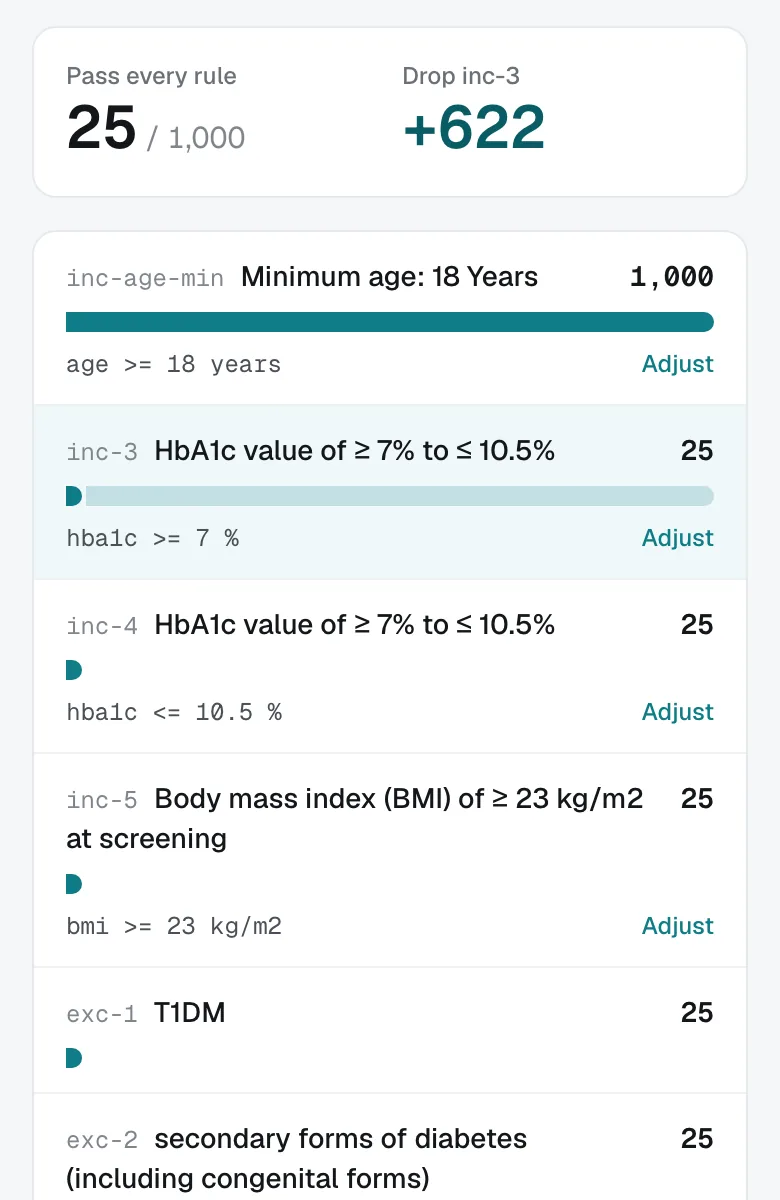 Pass every rule
25 / 1,000
Drop inc-3
+622
inc-age-min Minimum age: 18 Years 1,000
age >= 18 years Adjust
inc-3 HbA1c value of ≥ 7% to ≤ 10.5% 25
hba1c >= 7 % Adjust
inc-4 HbA1c value of ≥ 7% to ≤ 10.5% 25
hba1c <= 10.5 % Adjust
inc-5 Body mass index (BMI) of ≥ 23 kg/m2 25
at screening
bmi >= 23 kg/m2 Adjust
exc-1 T1DM 25
exc-2 secondary forms of diabetes 25
(including congenital forms)